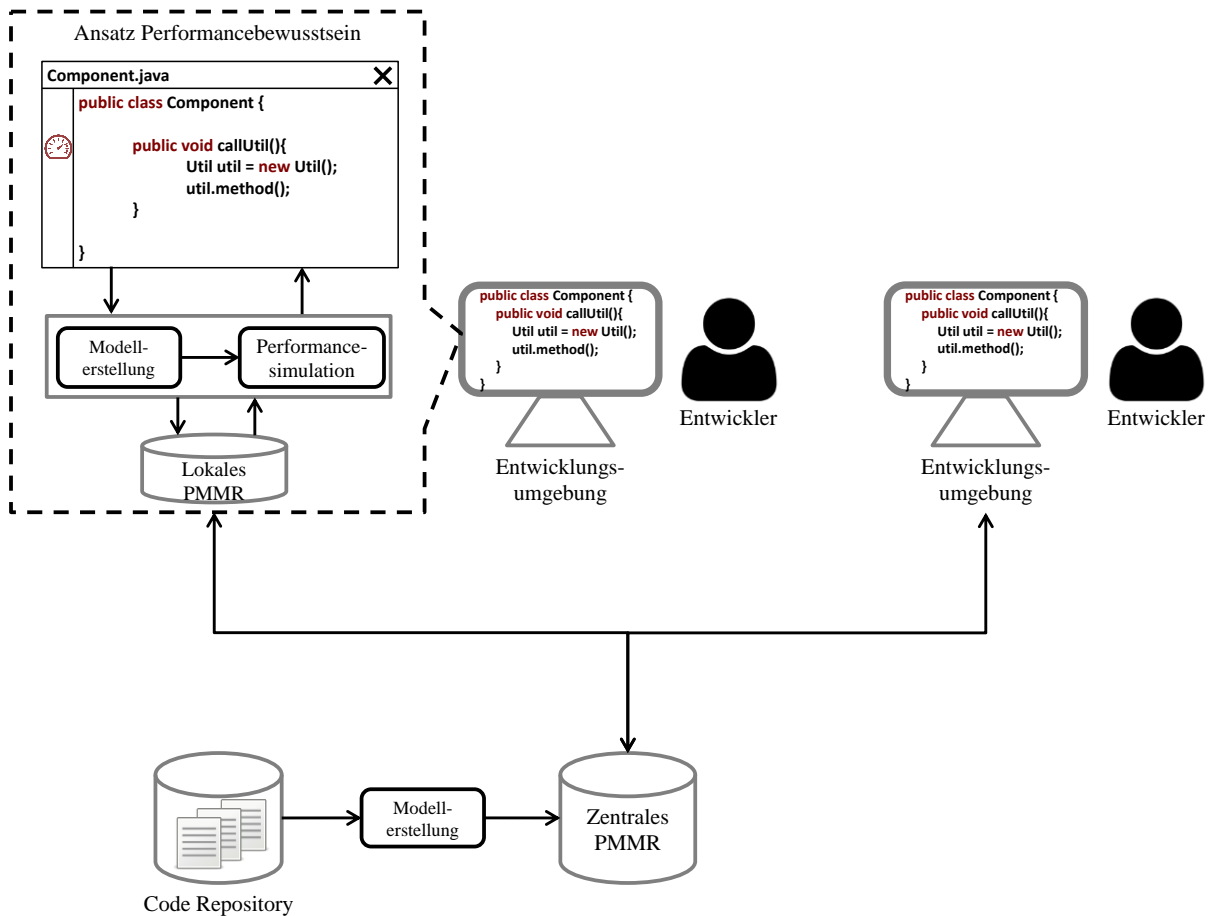 Ansatz Performancebewusstsein
Component.java
public class Component {
public void callUtil(){
Util util = new Util();
util.method();
}
}
Modell-
erstellung
Performance-
simulation
Lokales
PMMR
public class Component {
public void callUtil(){
Util util = new Util();
util.method();
}
}
Entwickler
Entwicklungs-
umgebung
public class Component {
public void callUtil(){
Util util = new Util();
util.method();
}
}
Entwickler
Entwicklungs-
umgebung
Code Repository
Modell-
erstellung
Zentrales
PMMR